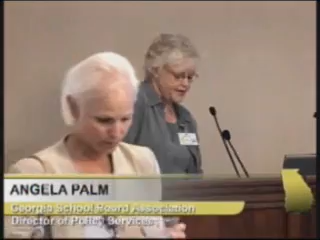 ANGELA PALM
Georgia School Board Association
Director of Policy Services